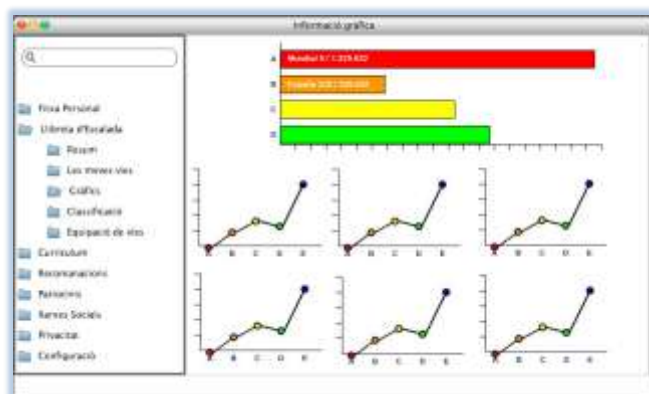 Informació gràfica
Fitxa Personal
Llibreta d'Escalada
Resum
Les meves vies
Gràfics
Classificació
Equipació de vies
Currículum
Recomanacions
Patrocinis
Xarxes Socials
Privacitat
Configuració
A
B
C
D
A B C D E
A B C D E
A B C D E
A B C D E
A B C D E
A B C D E